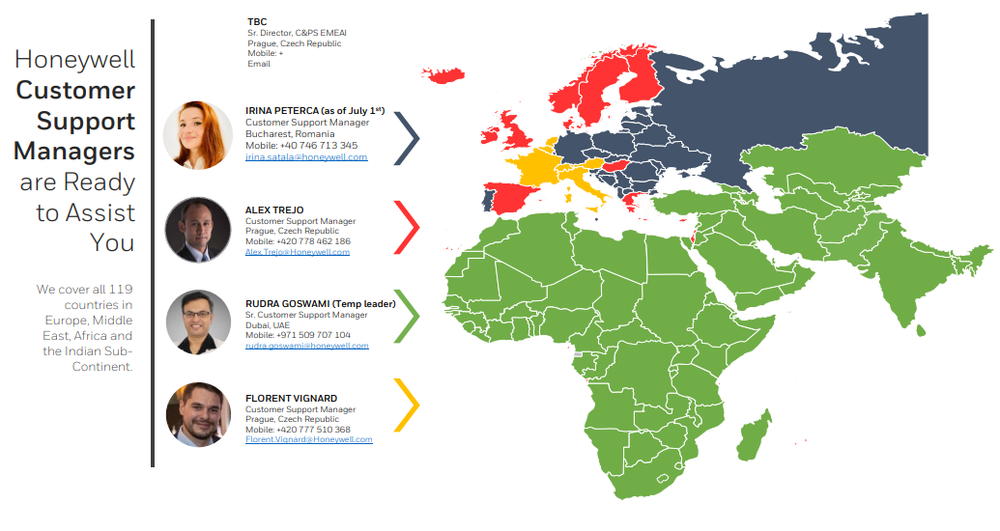 Honeywell
Customer
Support
Managers
are Ready
to Assist
You
We cover all 119
countries in
Europe, Middle
East, Africa and
the Indian Sub-
Continent.
TBC
Sr. Director, C&PS EMEAI
Prague, Czech Republic
Mobile: +
Email
IRINA PETERCA (as of July 1st)
Customer Support Manager
Bucharest, Romania
Mobile: +40 746 713 345
irina.satala@honeywell.com
ALEX TREJO
Customer Support Manager
Prague, Czech Republic
Mobile: +420 778 462 186
Alex.Trejo@Honeywell.com
RUDRA GOSWAMI (Temp leader)
Sr. Customer Support Manager
Dubai, UAE
Mobile: +971 509 707 104
rudra.goswami@honeywell.com
FLORENT VIGNARD
Customer Support Manager
Prague, Czech Republic
Mobile: +420 777 510 368
Florent.Vignard@Honeywell.com